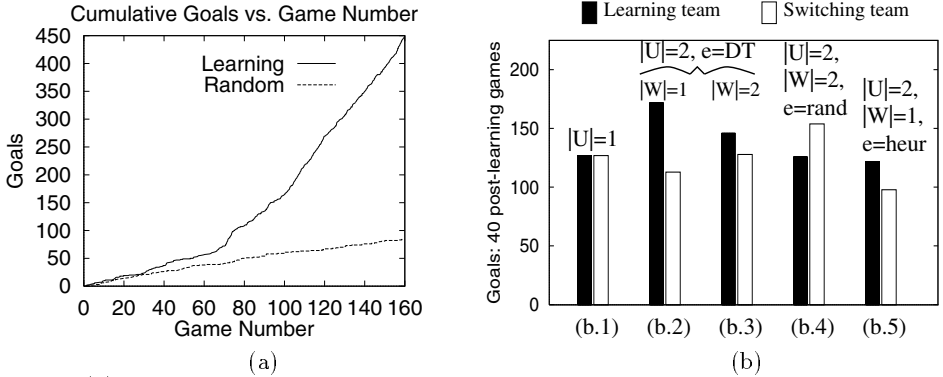 Cumulative Goals vs. Game Number
450
400
350
300
250
200
150
100
50
0
Goals
Learning
Random
0 20 40 60 80 100 120 140 160
Game Number
(a)
Learning team Switching team
200
150
100
50
0
Goals: 40 post-learning games
|U|=1
|U|=2, e=DT
|W|=1 |W|=2
|U|=2,
|W|=2,
e=rand
|U|=2,
|W|=1,
e=heur
(b.1) (b.2) (b.3) (b.4) (b.5)
(b)